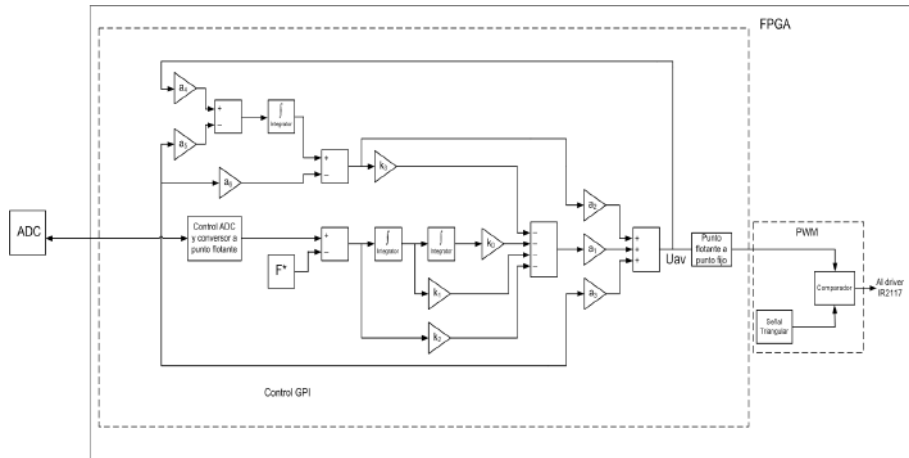 FPGA
a₄
+
−
∫
Integrator
a₅
+
−
k₃
a₆
a₂
ADC
Control ADC
y conversor a
punto flotante
+
−
∫
Integrator
∫
Integrator
k₀
−
−
−
−
a₁
+
+
+
Uav
Punto
flotante a
punto fijo
PWM
F*
k₁
a₃
Comparador
Al driver
IR2117
k₂
Señal
Triangular
Control GPI